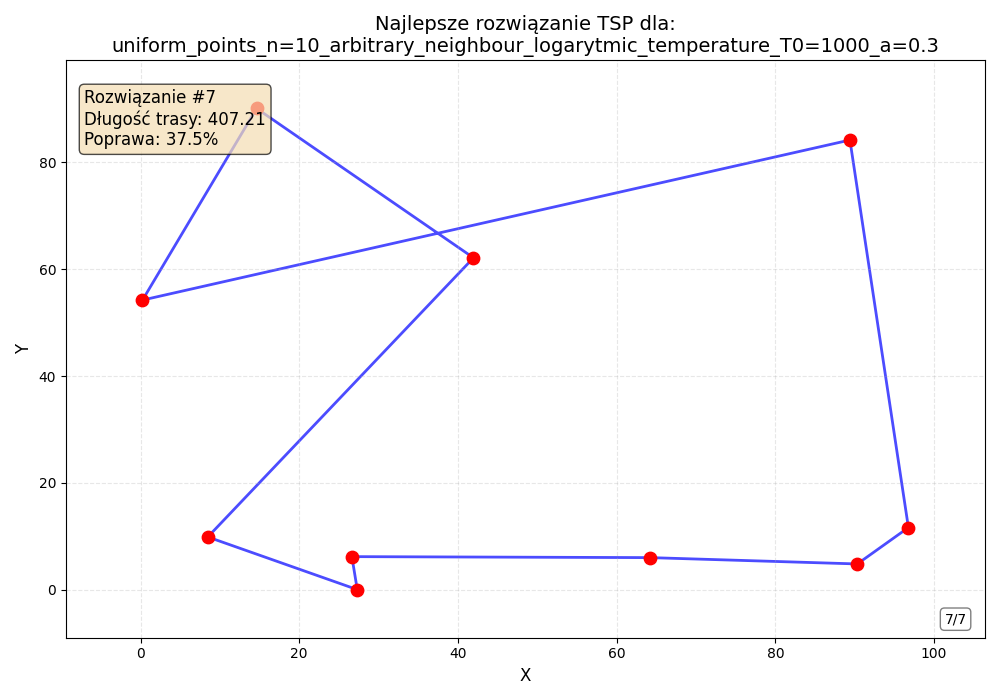 Najlepsze rozwiązanie TSP dla:
uniform_points_n=10_arbitrary_neighbour_logarytmic_temperature_T0=1000_a=0.3
Rozwiązanie #7
Długość trasy: 407.21
Poprawa: 37.5%
80
60
40
20
0
Y
7/7
0 20 40 60 80 100
X